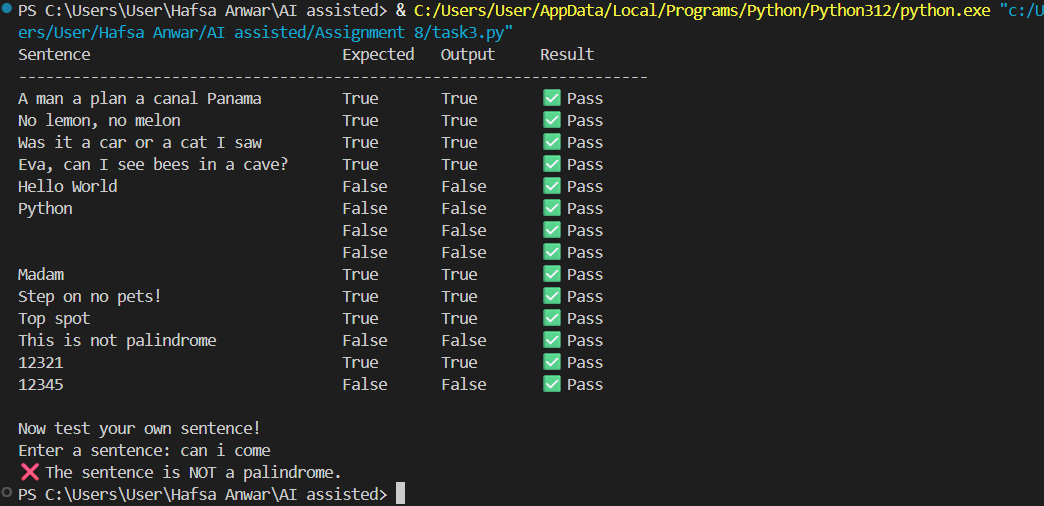 PS C:\Users\User\Hafsa Anwar\AI assisted> & C:/Users/User/AppData/Local/Programs/Python/Python312/python.exe "c:/Us
ers/User/Hafsa Anwar/AI assisted/Assignment 8/task3.py"
Sentence Expected Output Result
----------------------------------------------------------------------
A man a plan a canal Panama True True ✅ Pass
No lemon, no melon True True ✅ Pass
Was it a car or a cat I saw True True ✅ Pass
Eva, can I see bees in a cave? True True ✅ Pass
Hello World False False ✅ Pass
Python False False ✅ Pass
False False ✅ Pass
False False ✅ Pass
Madam True True ✅ Pass
Step on no pets! True True ✅ Pass
Top spot True True ✅ Pass
This is not palindrome False False ✅ Pass
12321 True True ✅ Pass
12345 False False ✅ Pass
Now test your own sentence!
Enter a sentence: can i come
❌ The sentence is NOT a palindrome.
PS C:\Users\User\Hafsa Anwar\AI assisted>